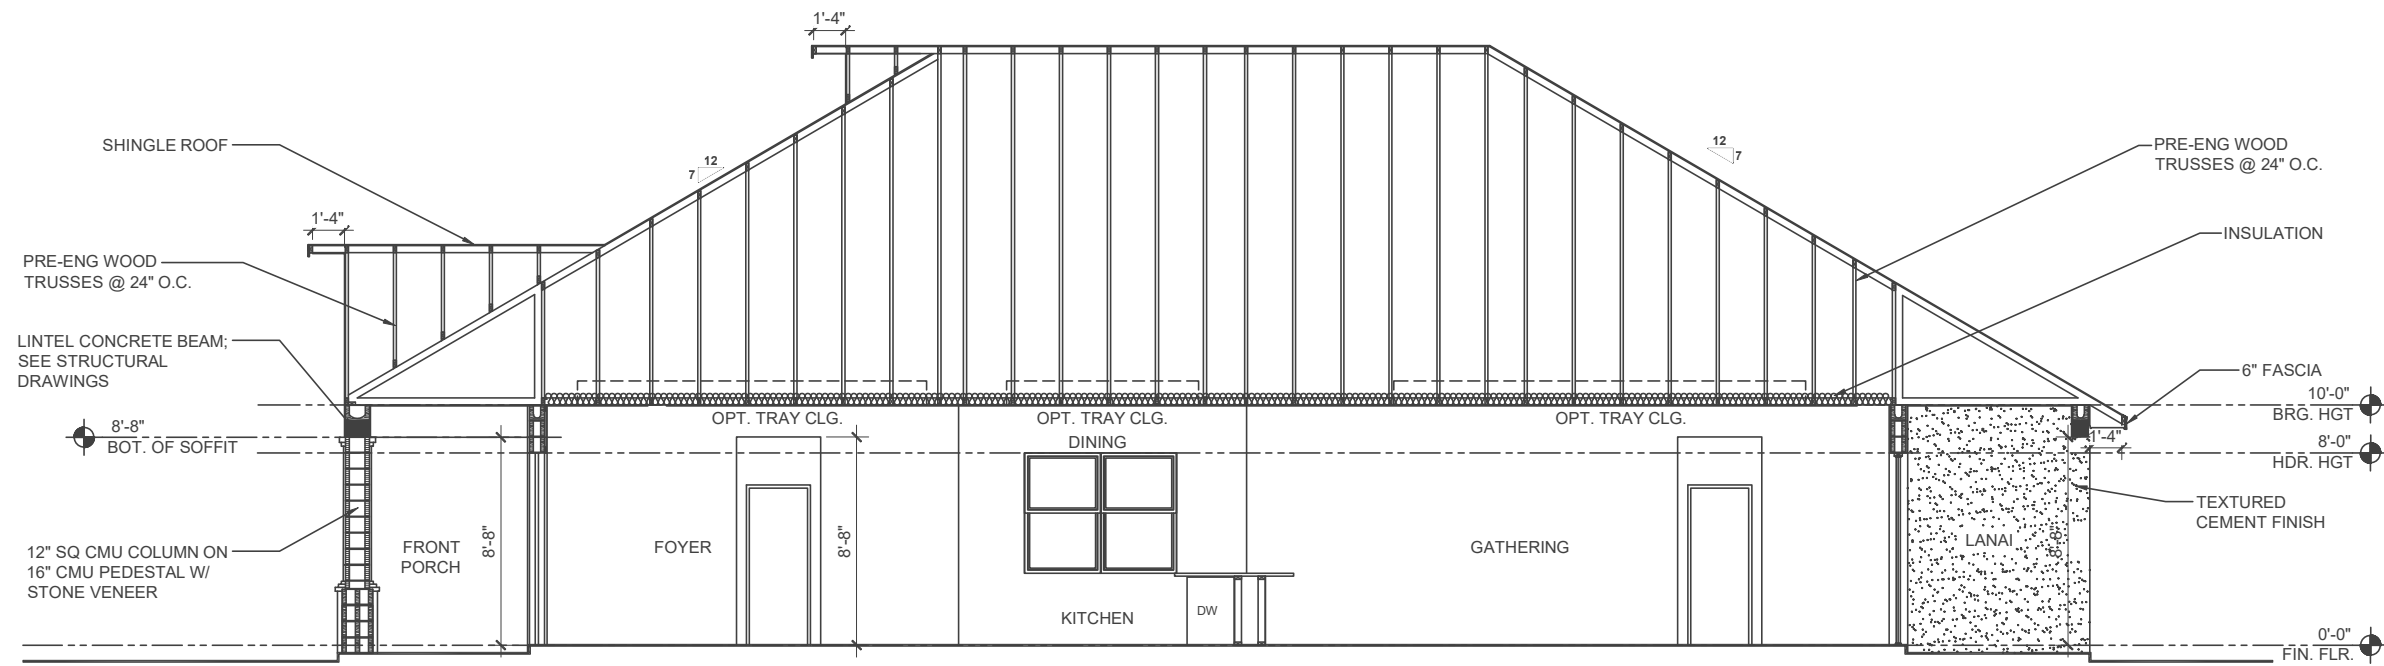 1'-4"
SHINGLE ROOF
12
7
12
7
PRE-ENG WOOD
TRUSSES @ 24" O.C.
1'-4"
INSULATION
PRE-ENG WOOD
TRUSSES @ 24" O.C.
LINTEL CONCRETE BEAM;
SEE STRUCTURAL
DRAWINGS
6" FASCIA
10'-0"
BRG. HGT
OPT. TRAY CLG.
OPT. TRAY CLG.
OPT. TRAY CLG.
8'-8"
BOT. OF SOFFIT
DINING
1'-4"
8'-0"
HDR. HGT
TEXTURED
CEMENT FINISH
12" SQ CMU COLUMN ON
16" CMU PEDESTAL W/
STONE VENEER
FRONT
PORCH
8'-8"
FOYER
8'-8"
GATHERING
LANAI
8'-8"
KITCHEN
DW
0'-0"
FIN. FLR.